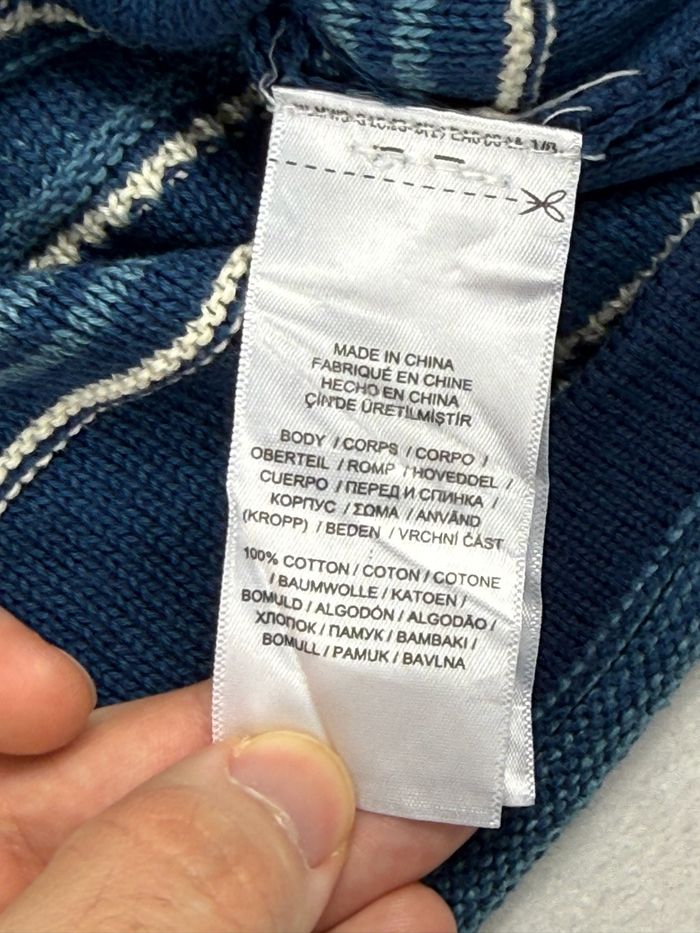 1/8
MADE IN CHINA
FABRIQUÉ EN CHINE
HECHO EN CHINA
ÇİN'DE ÜRETİLMİŞTİR
BODY / CORPS / CORPO /
OBERTEIL / ROMP / HOVEDDEL /
CUERPO / ПЕРЕД И СПИНКА /
КОРПУС / ΣΩΜΑ / ANVÄND
(KROPP) / BEDEN / VRCHNÍ ČÁST
100% COTTON / COTON / COTONE
/ BAUMWOLLE / KATOEN /
BOMULD / ALGODÓN / ALGODÃO /
ХЛОПОК / ПАМУК / BAMBAKI /
BOMULL / PAMUK / BAVLNA